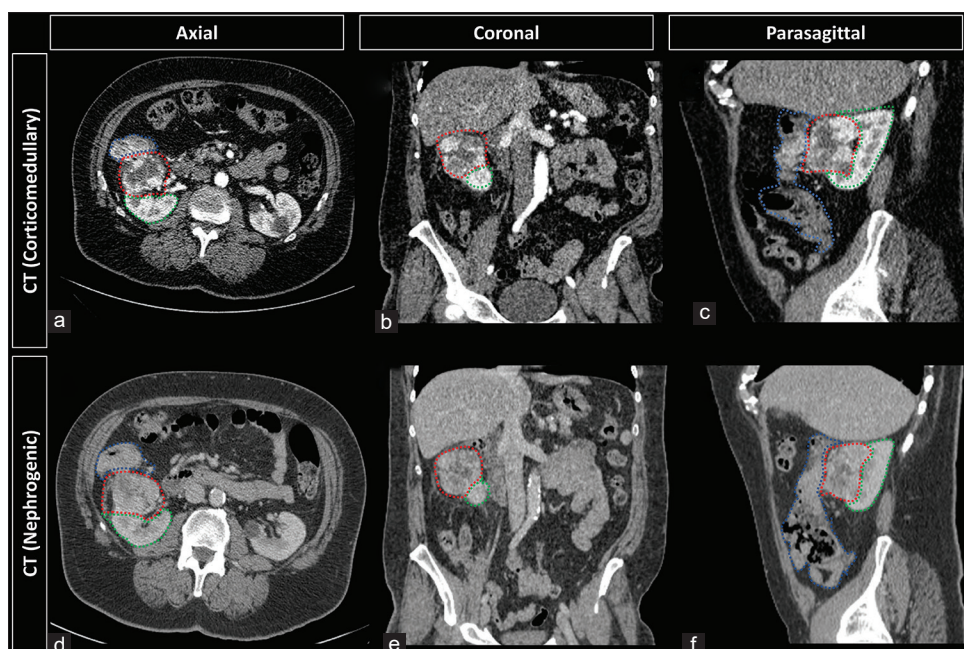 Axial
Coronal
Parasagittal
CT (Corticomedullary)
a
b
c
CT (Nephrogenic)
d
e
f